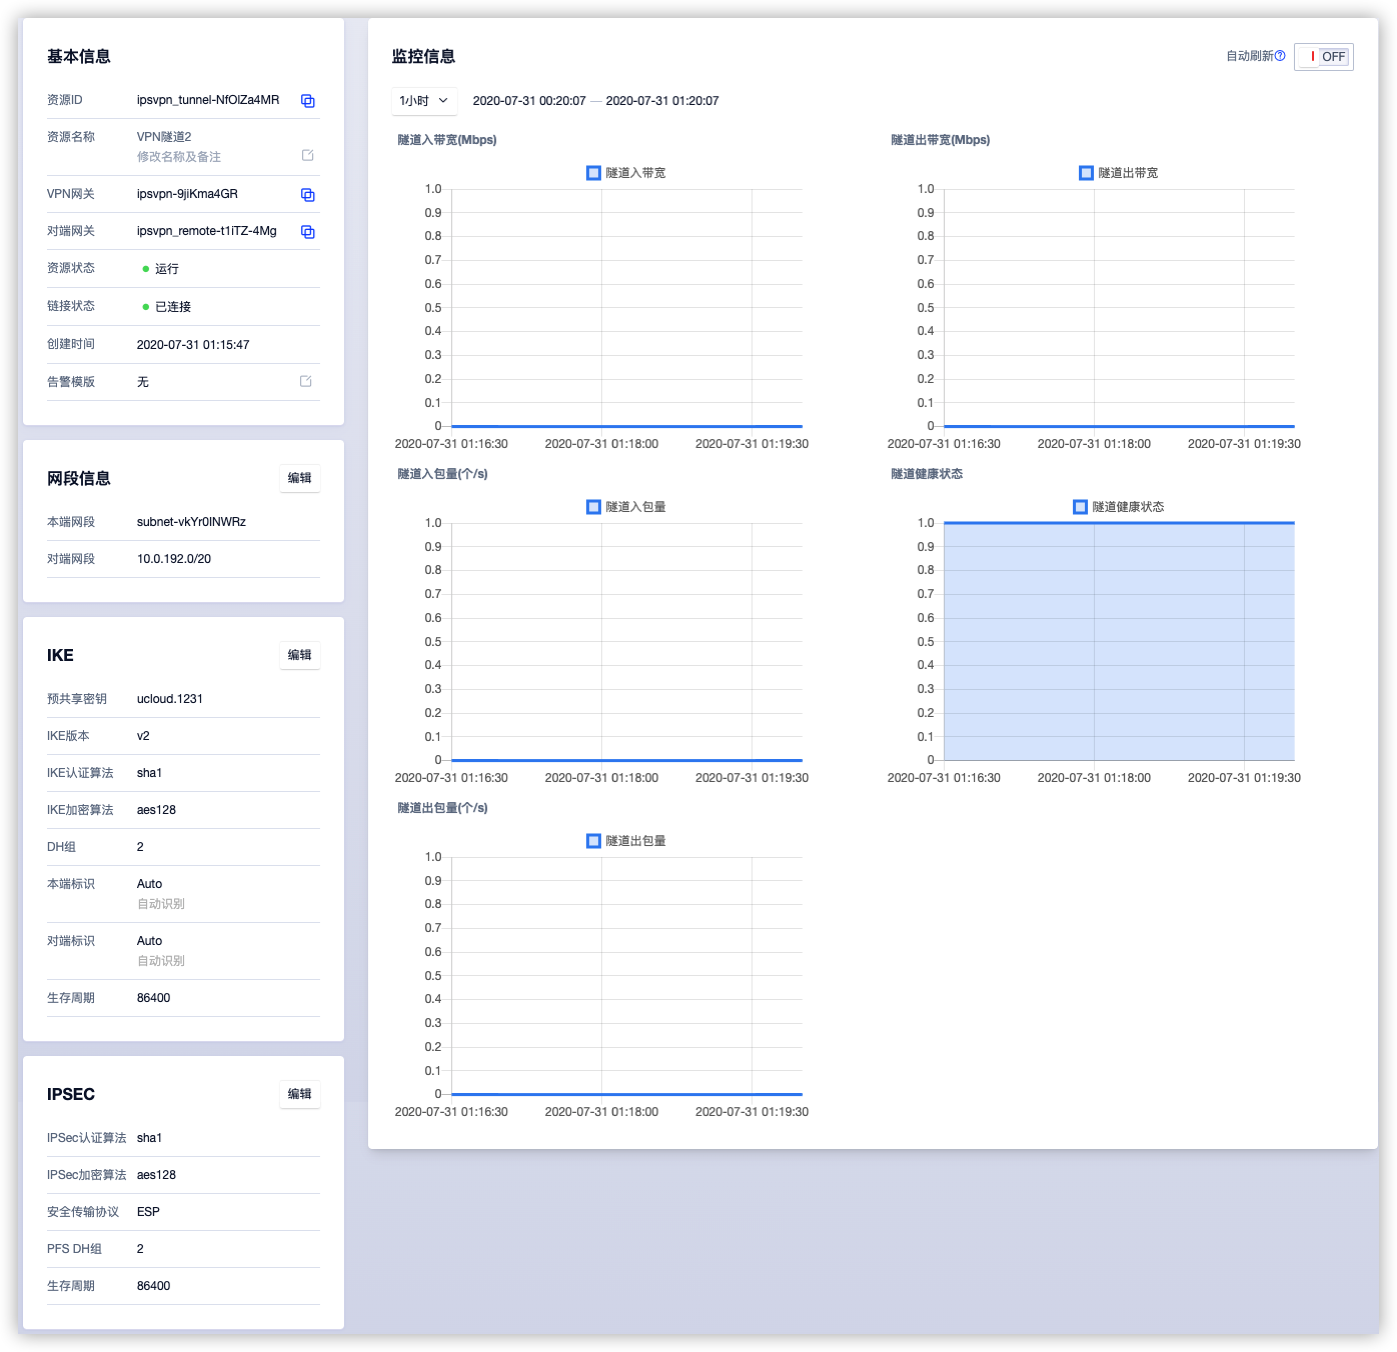 基本信息
资源ID ipsvpn_tunnel-NfOlZa4MR
资源名称 VPN隧道2
修改名称及备注
VPN网关 ipsvpn-9jiKma4GR
对端网关 ipsvpn_remote-t1iTZ-4Mg
资源状态 运行
链接状态 已连接
创建时间 2020-07-31 01:15:47
告警模版 无
网段信息 编辑
本端网段 subnet-vkYr0INWRz
对端网段 10.0.192.0/20
IKE 编辑
预共享密钥 ucloud.1231
IKE版本 v2
IKE认证算法 sha1
IKE加密算法 aes128
DH组 2
本端标识 Auto
自动识别
对端标识 Auto
自动识别
生存周期 86400
IPSEC 编辑
IPSec认证算法 sha1
IPSec加密算法 aes128
安全传输协议 ESP
PFS DH组 2
生存周期 86400
监控信息 自动刷新 OFF
1小时 2020-07-31 00:20:07 — 2020-07-31 01:20:07
隧道入带宽(Mbps)
隧道入带宽
1.0
0.9
0.8
0.7
0.6
0.5
0.4
0.3
0.2
0.1
0
2020-07-31 01:16:30 2020-07-31 01:18:00 2020-07-31 01:19:30
隧道出带宽(Mbps)
隧道出带宽
1.0
0.9
0.8
0.7
0.6
0.5
0.4
0.3
0.2
0.1
0
2020-07-31 01:16:30 2020-07-31 01:18:00 2020-07-31 01:19:30
隧道入包量(个/s)
隧道入包量
1.0
0.9
0.8
0.7
0.6
0.5
0.4
0.3
0.2
0.1
0
2020-07-31 01:16:30 2020-07-31 01:18:00 2020-07-31 01:19:30
隧道健康状态
隧道健康状态
1.0
0.9
0.8
0.7
0.6
0.5
0.4
0.3
0.2
0.1
0
2020-07-31 01:16:30 2020-07-31 01:18:00 2020-07-31 01:19:30
隧道出包量(个/s)
隧道出包量
1.0
0.9
0.8
0.7
0.6
0.5
0.4
0.3
0.2
0.1
0
2020-07-31 01:16:30 2020-07-31 01:18:00 2020-07-31 01:19:30